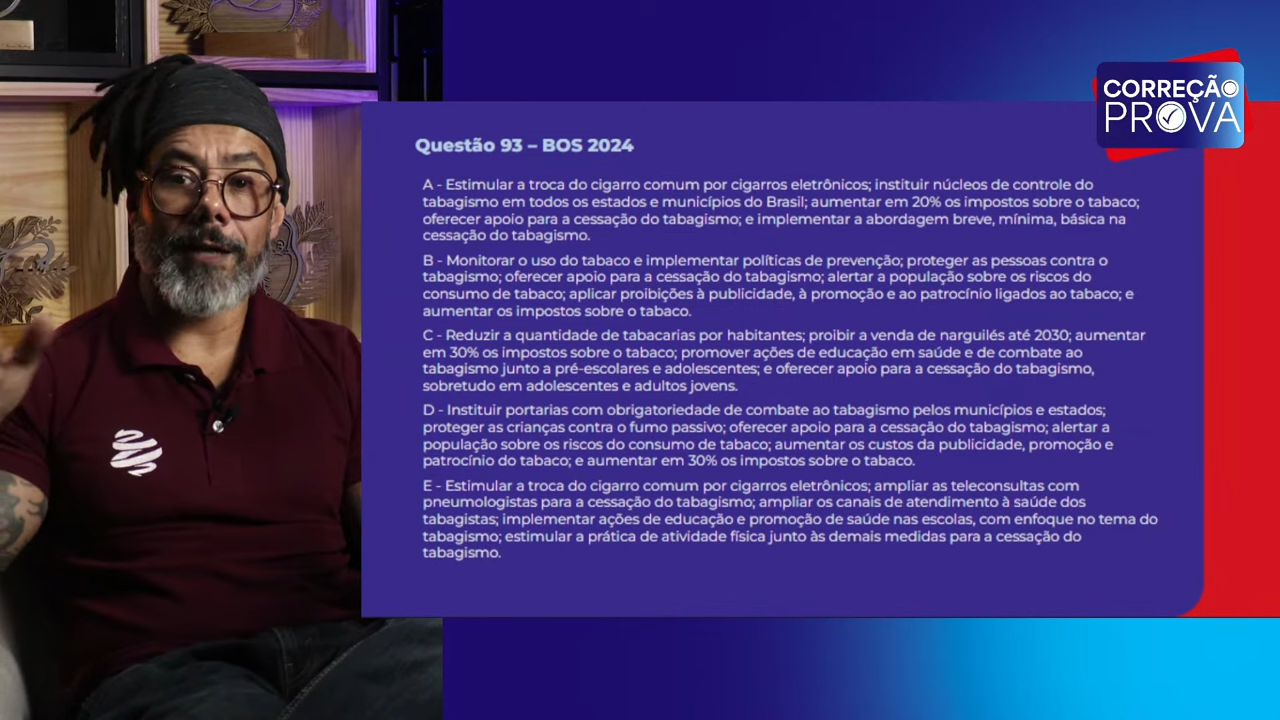 CORREÇÃO
PROVA
Questão 93 – BOS 2024
A - Estimular a troca do cigarro comum por cigarros eletrônicos; instituir núcleos de controle do
tabagismo em todos os estados e municípios do Brasil; aumentar em 20% os impostos sobre o tabaco;
oferecer apoio para a cessação do tabagismo; e implementar a abordagem breve, mínima, básica na
cessação do tabagismo.
B - Monitorar o uso do tabaco e implementar políticas de prevenção; proteger as pessoas contra o
tabagismo; oferecer apoio para a cessação do tabagismo; alertar a população sobre os riscos do
consumo de tabaco; aplicar proibições à publicidade, à promoção e ao patrocínio ligados ao tabaco; e
aumentar os impostos sobre o tabaco.
C - Reduzir a quantidade de tabacarias por habitantes; proibir a venda de narguilés até 2030; aumentar
em 30% os impostos sobre o tabaco; promover ações de educação em saúde e de combate ao
tabagismo junto a pré-escolares e adolescentes; e oferecer apoio para a cessação do tabagismo,
sobretudo em adolescentes e adultos jovens.
D - Instituir portarias com obrigatoriedade de combate ao tabagismo pelos municípios e estados;
proteger as crianças contra o fumo passivo; oferecer apoio para a cessação do tabagismo; alertar a
população sobre os riscos do consumo de tabaco; aumentar os custos da publicidade, promoção e
patrocínio do tabaco; e aumentar em 30% os impostos sobre o tabaco.
E - Estimular a troca do cigarro comum por cigarros eletrônicos; ampliar as teleconsultas com
pneumologistas para a cessação do tabagismo; ampliar os canais de atendimento à saúde dos
tabagistas; implementar ações de educação e promoção de saúde nas escolas, com enfoque no tema do
tabagismo; estimular a prática de atividade física junto às demais medidas para a cessação do
tabagismo.